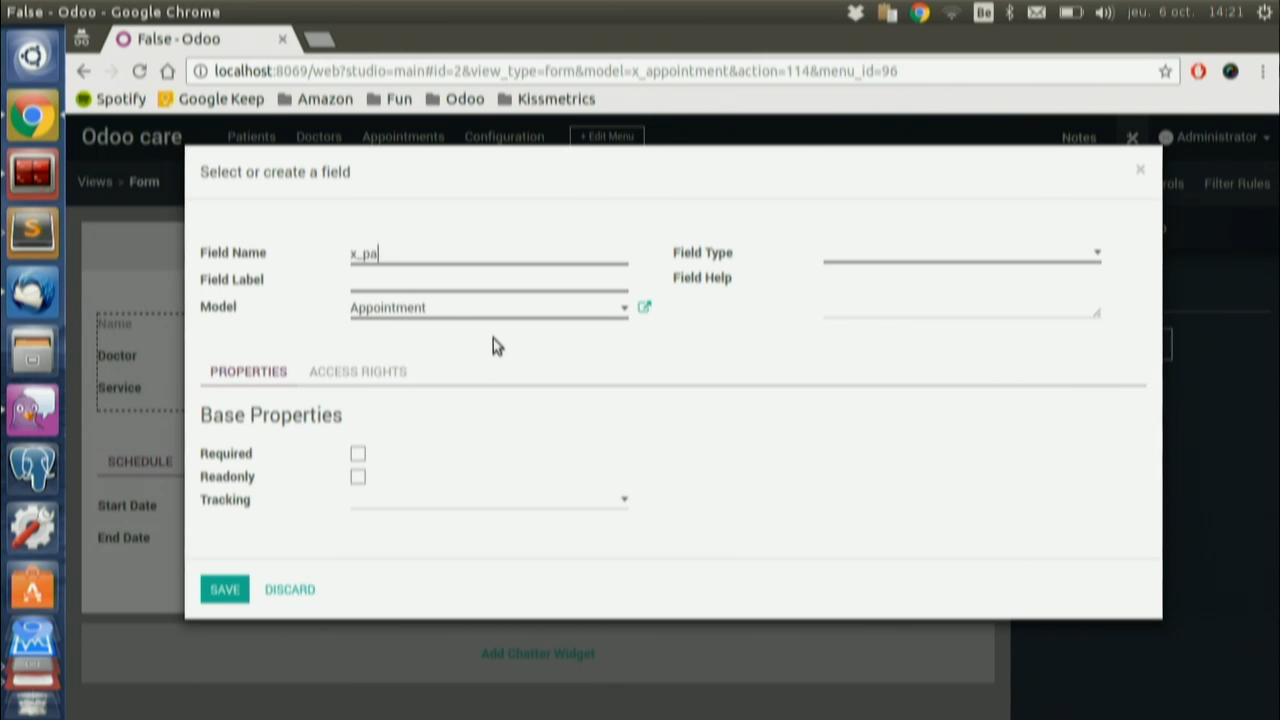 False - Odoo - Google Chrome
Be
jeu. 6 oct. 14:21
False - Odoo
localhost:8069/web?studio=main#id=2&view_type=form&model=x_appointment&action=114&menu_id=96
Spotify Google Keep Amazon Fun Odoo Kissmetrics
Odoo care Patients Doctors Appointments Configuration + Edit Menu Notes Administrator
Views > Form
Filter Rules
Select or create a field
Field Name x_pa
Field Type
Field Label
Field Help
Model Appointment
PROPERTIES ACCESS RIGHTS
Base Properties
Required
Readonly
Tracking
SAVE DISCARD
Name
Doctor
Service
SCHEDULE
Start Date
End Date
Add Chatter Widget